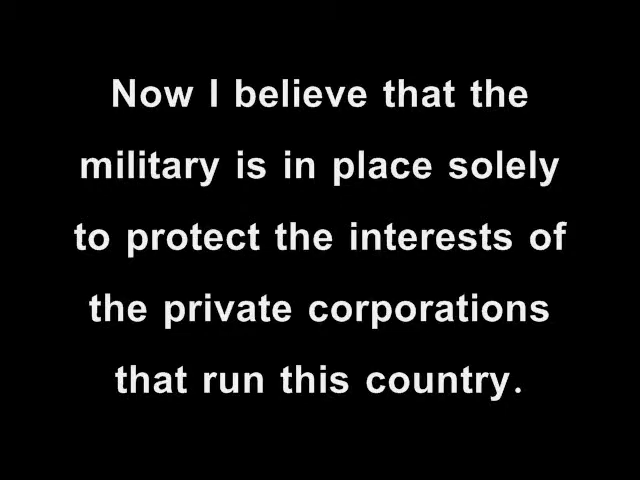 Now I believe that the
military is in place solely
to protect the interests of
the private corporations
that run this country.